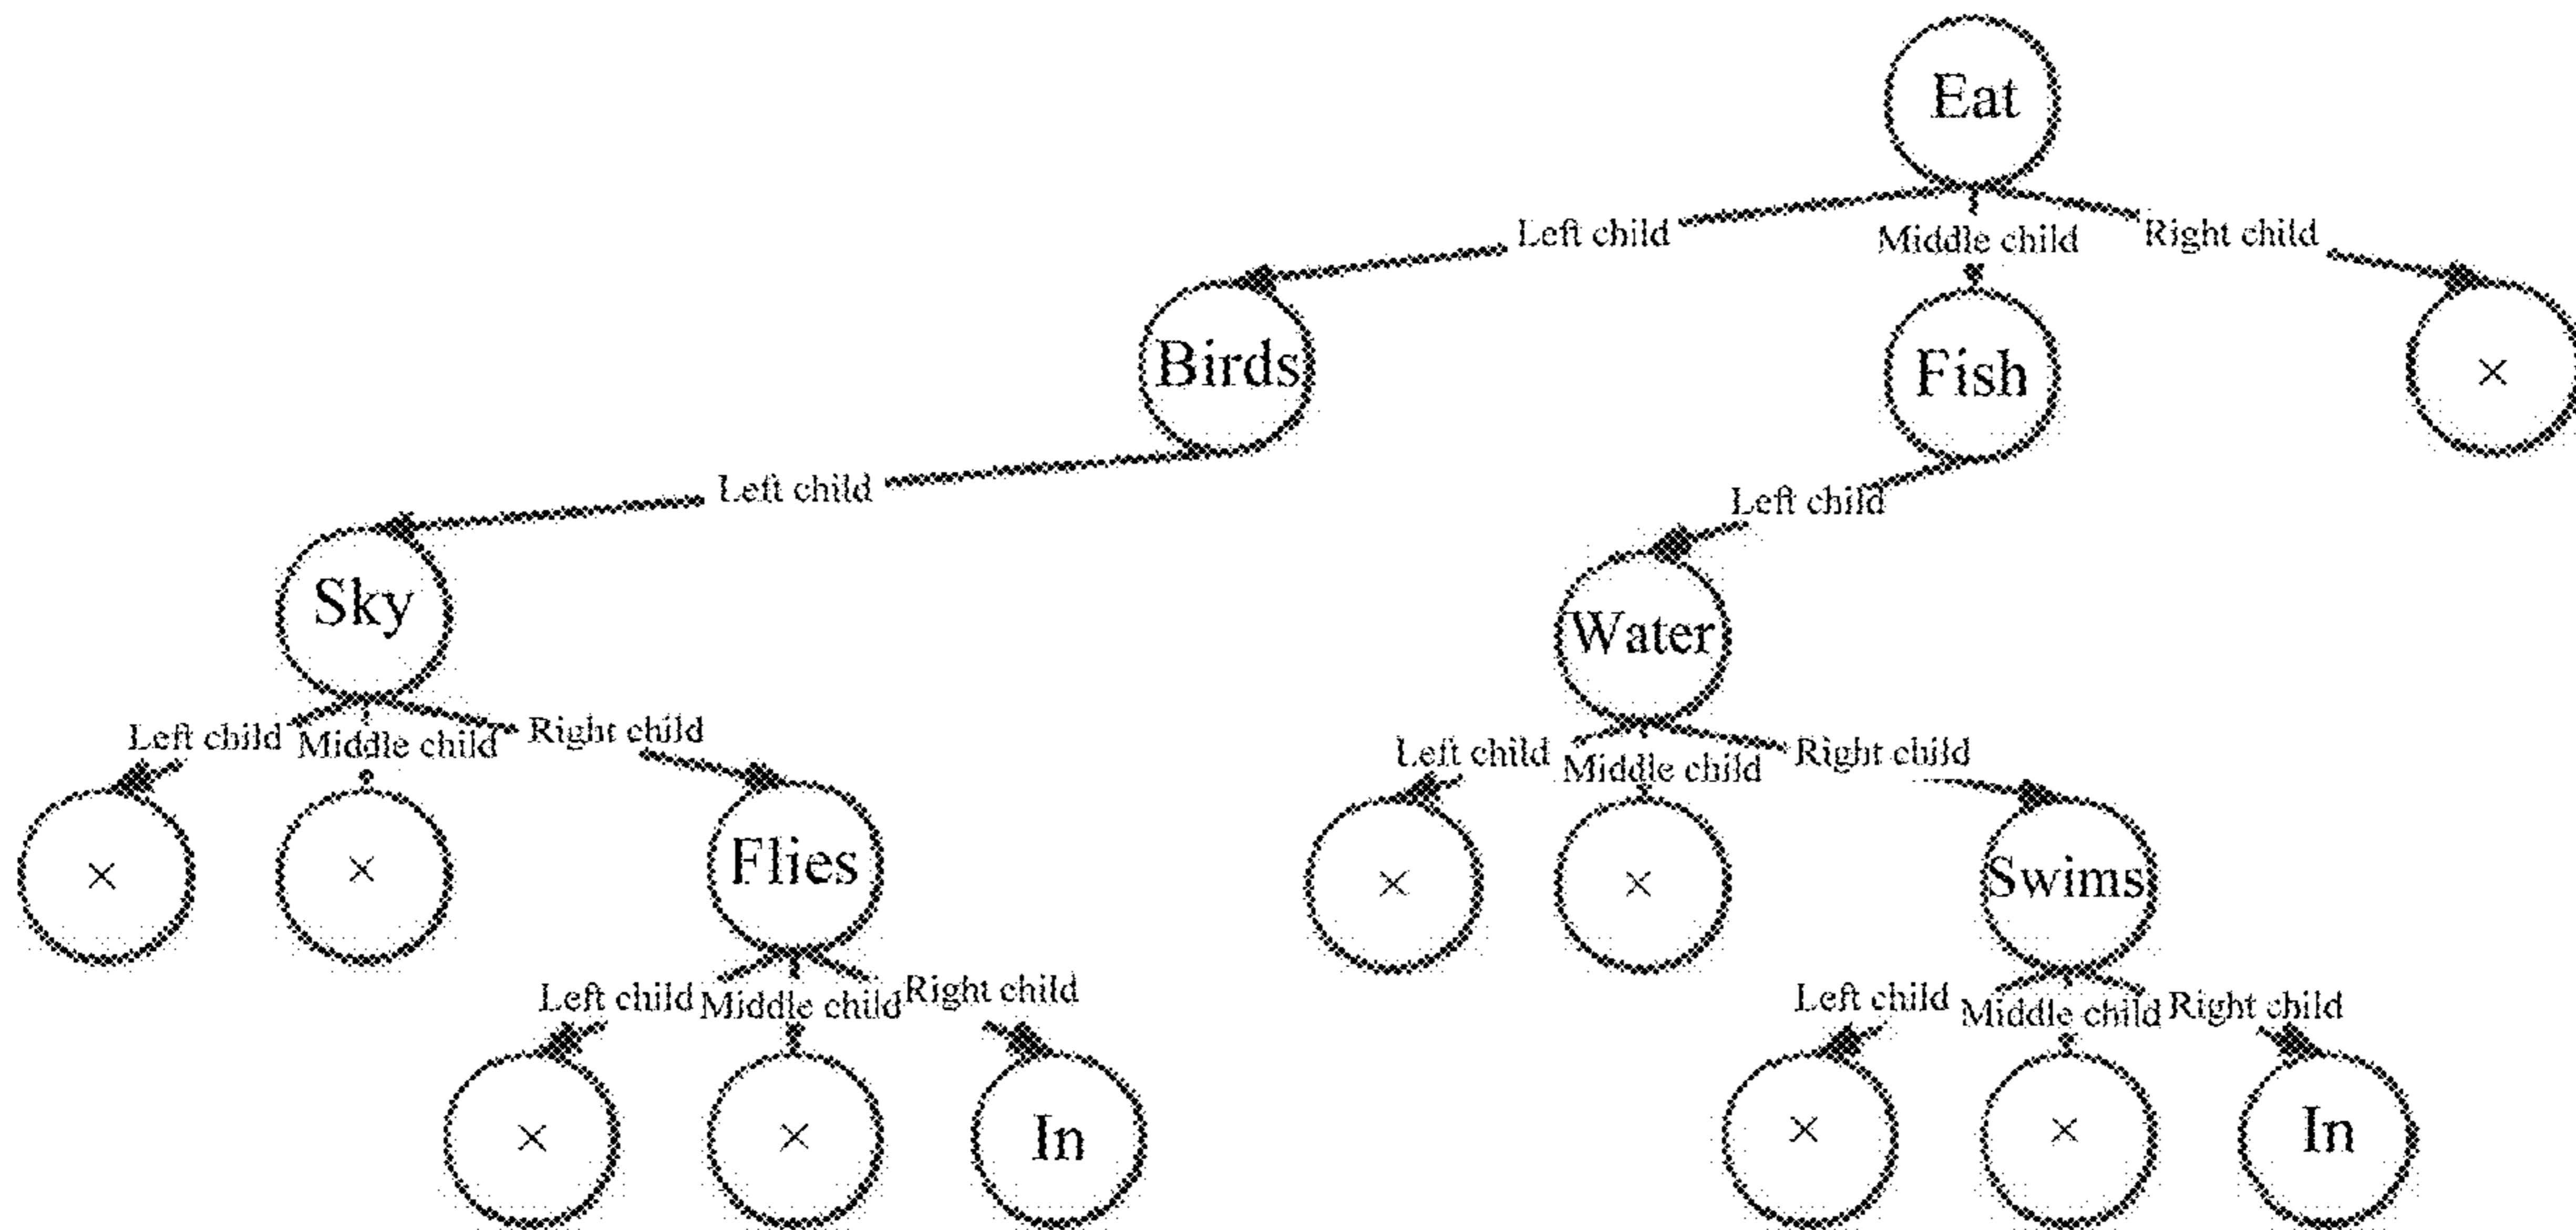 Eat
Left child Middle child Right child
Birds Fish ×
Left child Left child
Sky Water
Left child Middle child Right child Left child Middle child Right child
× × Flies × × Swims
Left child Middle child Right child Left child Middle child Right child
× × In × × In